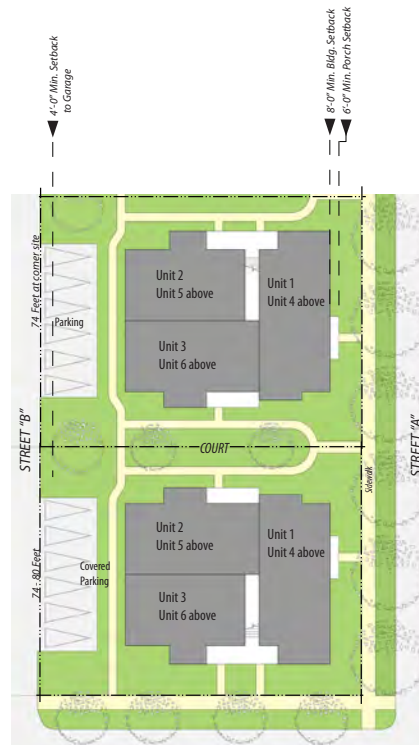 4'-0" Min. Setback
to Garage
8'-0" Min. Bldg. Setback
6'-0" Min. Porch Setback
74 Feet at corner site
Parking
Unit 2
Unit 5 above
Unit 1
Unit 4 above
Unit 3
Unit 6 above
STREET "B"
COURT
STREET "A"
Sidewalk
Unit 2
Unit 5 above
Unit 1
Unit 4 above
74 - 80 Feet
Covered
Parking
Unit 3
Unit 6 above